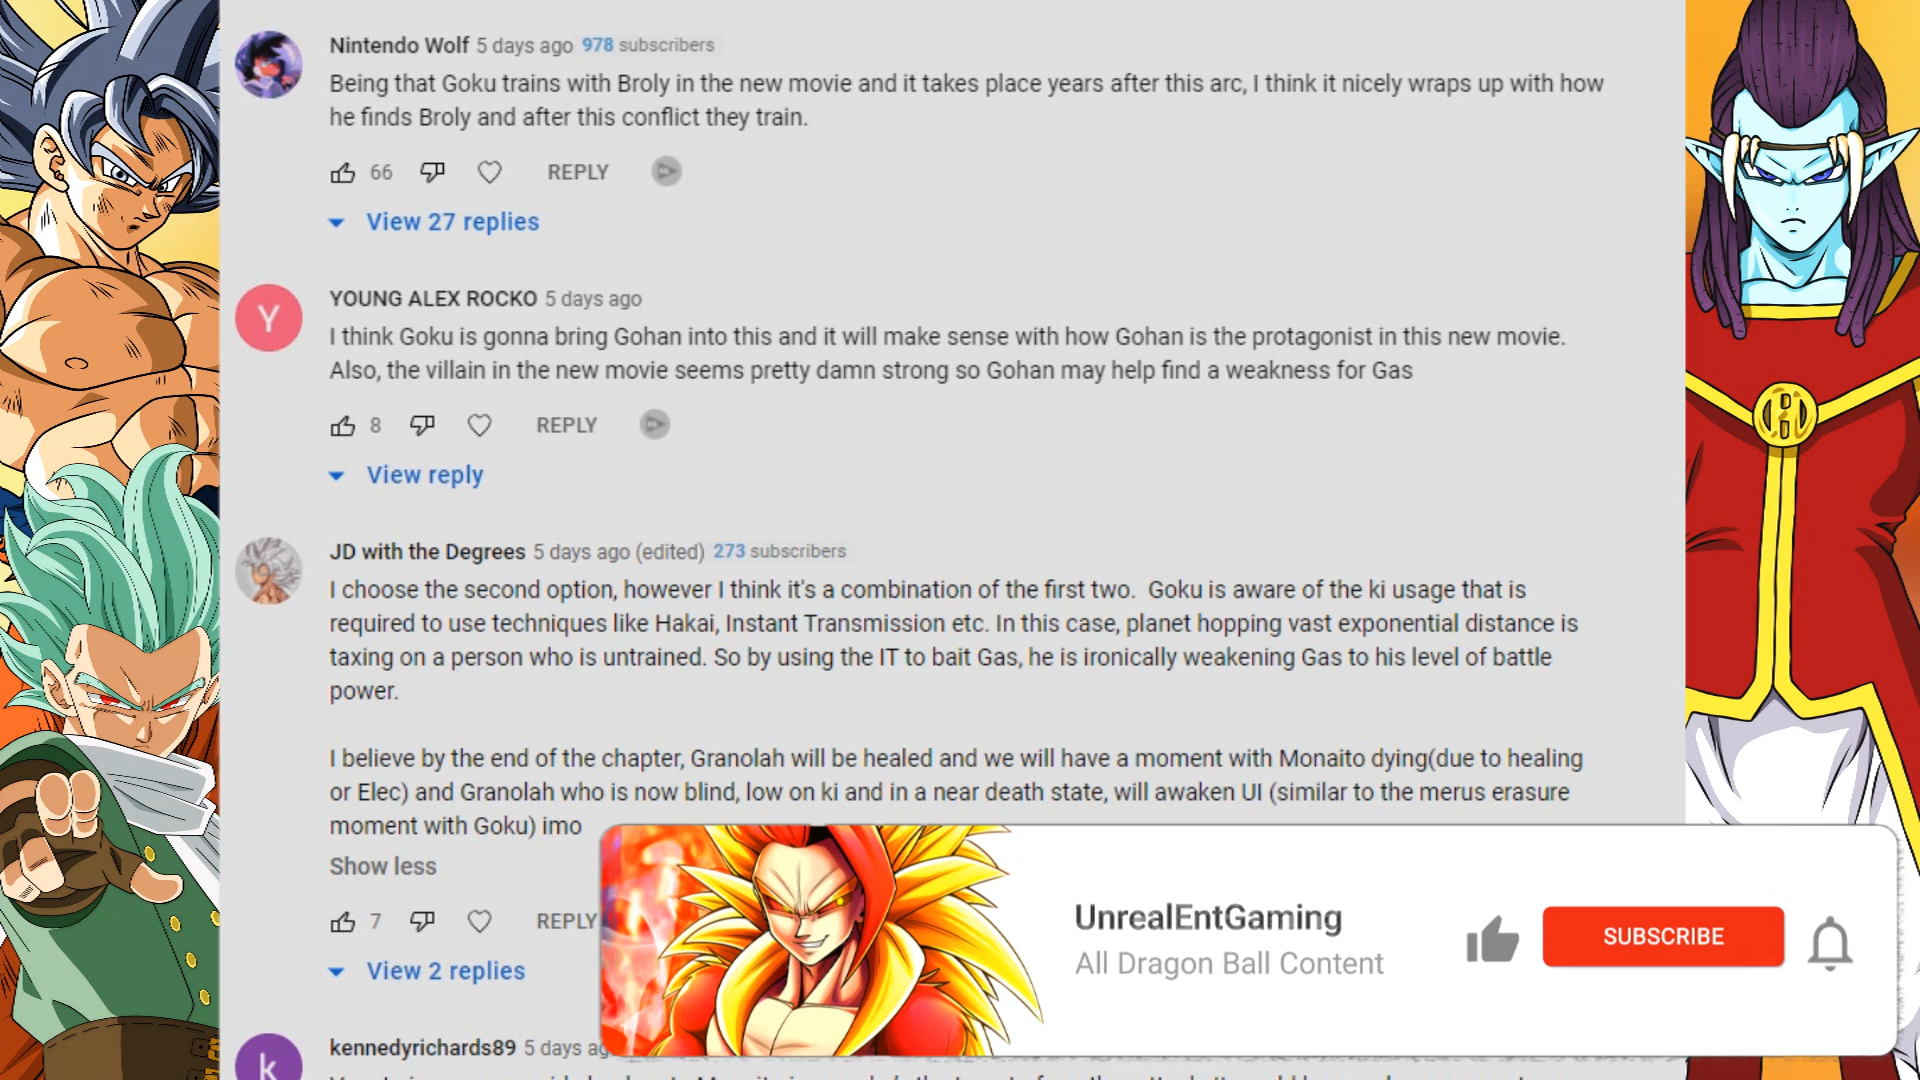 Nintendo Wolf 5 days ago 978 subscribers
Being that Goku trains with Broly in the new movie and it takes place years after this arc, I think it nicely wraps up with how
he finds Broly and after this conflict they train.
66 REPLY
View 27 replies
Y
YOUNG ALEX ROCKO 5 days ago
I think Goku is gonna bring Gohan into this and it will make sense with how Gohan is the protagonist in this new movie.
Also, the villain in the new movie seems pretty damn strong so Gohan may help find a weakness for Gas
8 REPLY
View reply
JD with the Degrees 5 days ago (edited) 273 subscribers
I choose the second option, however I think it's a combination of the first two.  Goku is aware of the ki usage that is
required to use techniques like Hakai, Instant Transmission etc. In this case, planet hopping vast exponential distance is
taxing on a person who is untrained. So by using the IT to bait Gas, he is ironically weakening Gas to his level of battle
power.
I believe by the end of the chapter, Granolah will be healed and we will have a moment with Monaito dying(due to healing
or Elec) and Granolah who is now blind, low on ki and in a near death state, will awaken UI (similar to the merus erasure
moment with Goku) imo
Show less
7 REPLY
View 2 replies
UnrealEntGaming
All Dragon Ball Content
SUBSCRIBE
k
kennedyrichards89 5 days ag